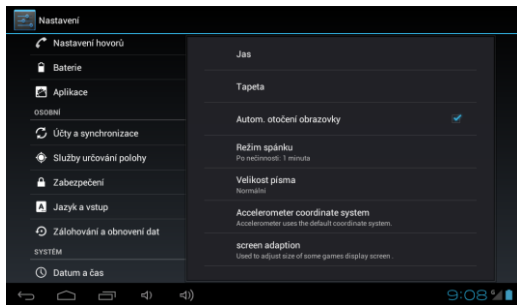 Nastavení
Nastavení hovorů
Baterie
Aplikace
OSOBNÍ
Účty a synchronizace
Služby určování polohy
Zabezpečení
Jazyk a vstup
Zálohování a obnovení dat
SYSTÉM
Datum a čas
Jas
Tapeta
Autom. otočení obrazovky
Režim spánku
Po nečinnosti: 1 minuta
Velikost písma
Normální
Accelerometer coordinate system
Accelerometer uses the default coordinate system.
screen adaption
Used to adjust size of some games display screen .
9:08